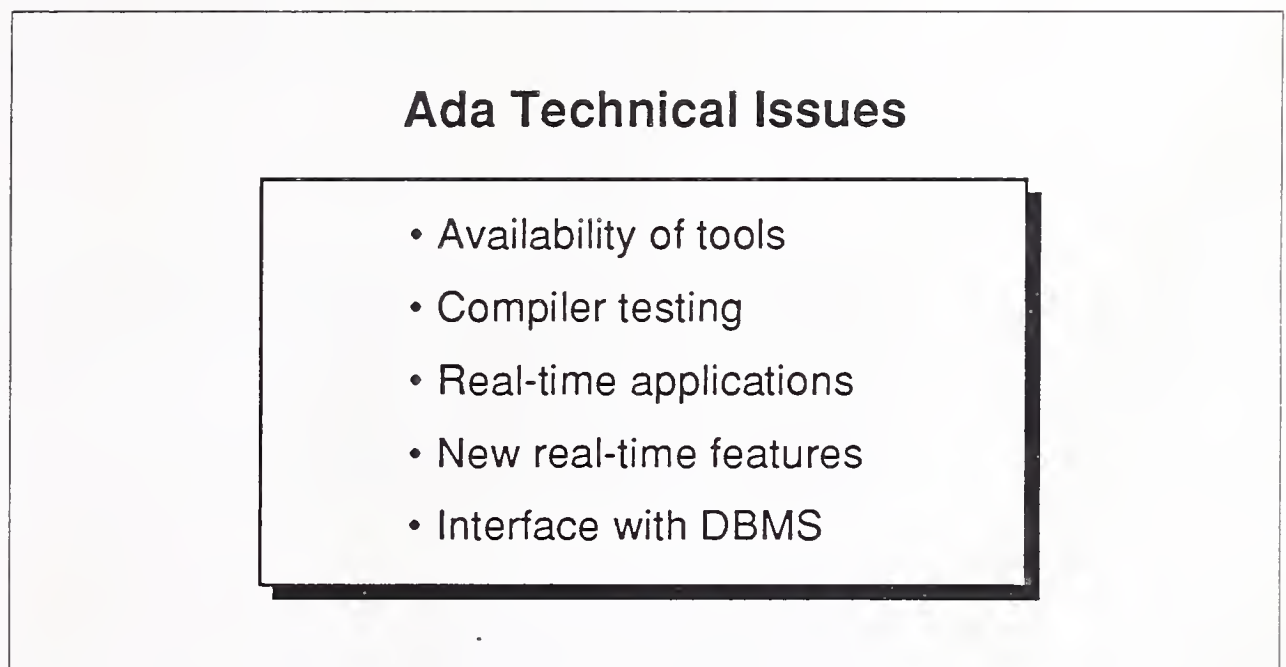 Ada Technical Issues
• Availability of tools
• Compiler testing
• Real-time applications
• New real-time features
• Interface with DBMS